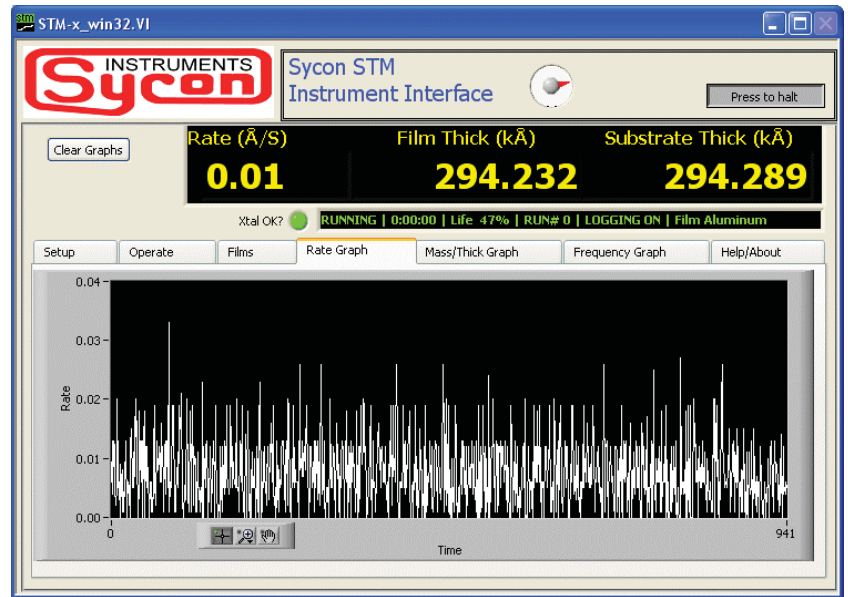 STM-x_win32.VI
INSTRUMENTS
Sycon
Sycon STM
Instrument Interface
Press to halt
Clear Graphs
Rate (Â/S)
Film Thick (kÂ)
Substrate Thick (kÂ)
0.01
294.232
294.289
Xtal OK?
RUNNING | 0:00:00 | Life 47% | RUN# 0 | LOGGING ON | Film Aluminum
Setup
Operate
Films
Rate Graph
Mass/Thick Graph
Frequency Graph
Help/About
0.04
0.03
0.02
0.01
0.00
Rate
0
941
Time